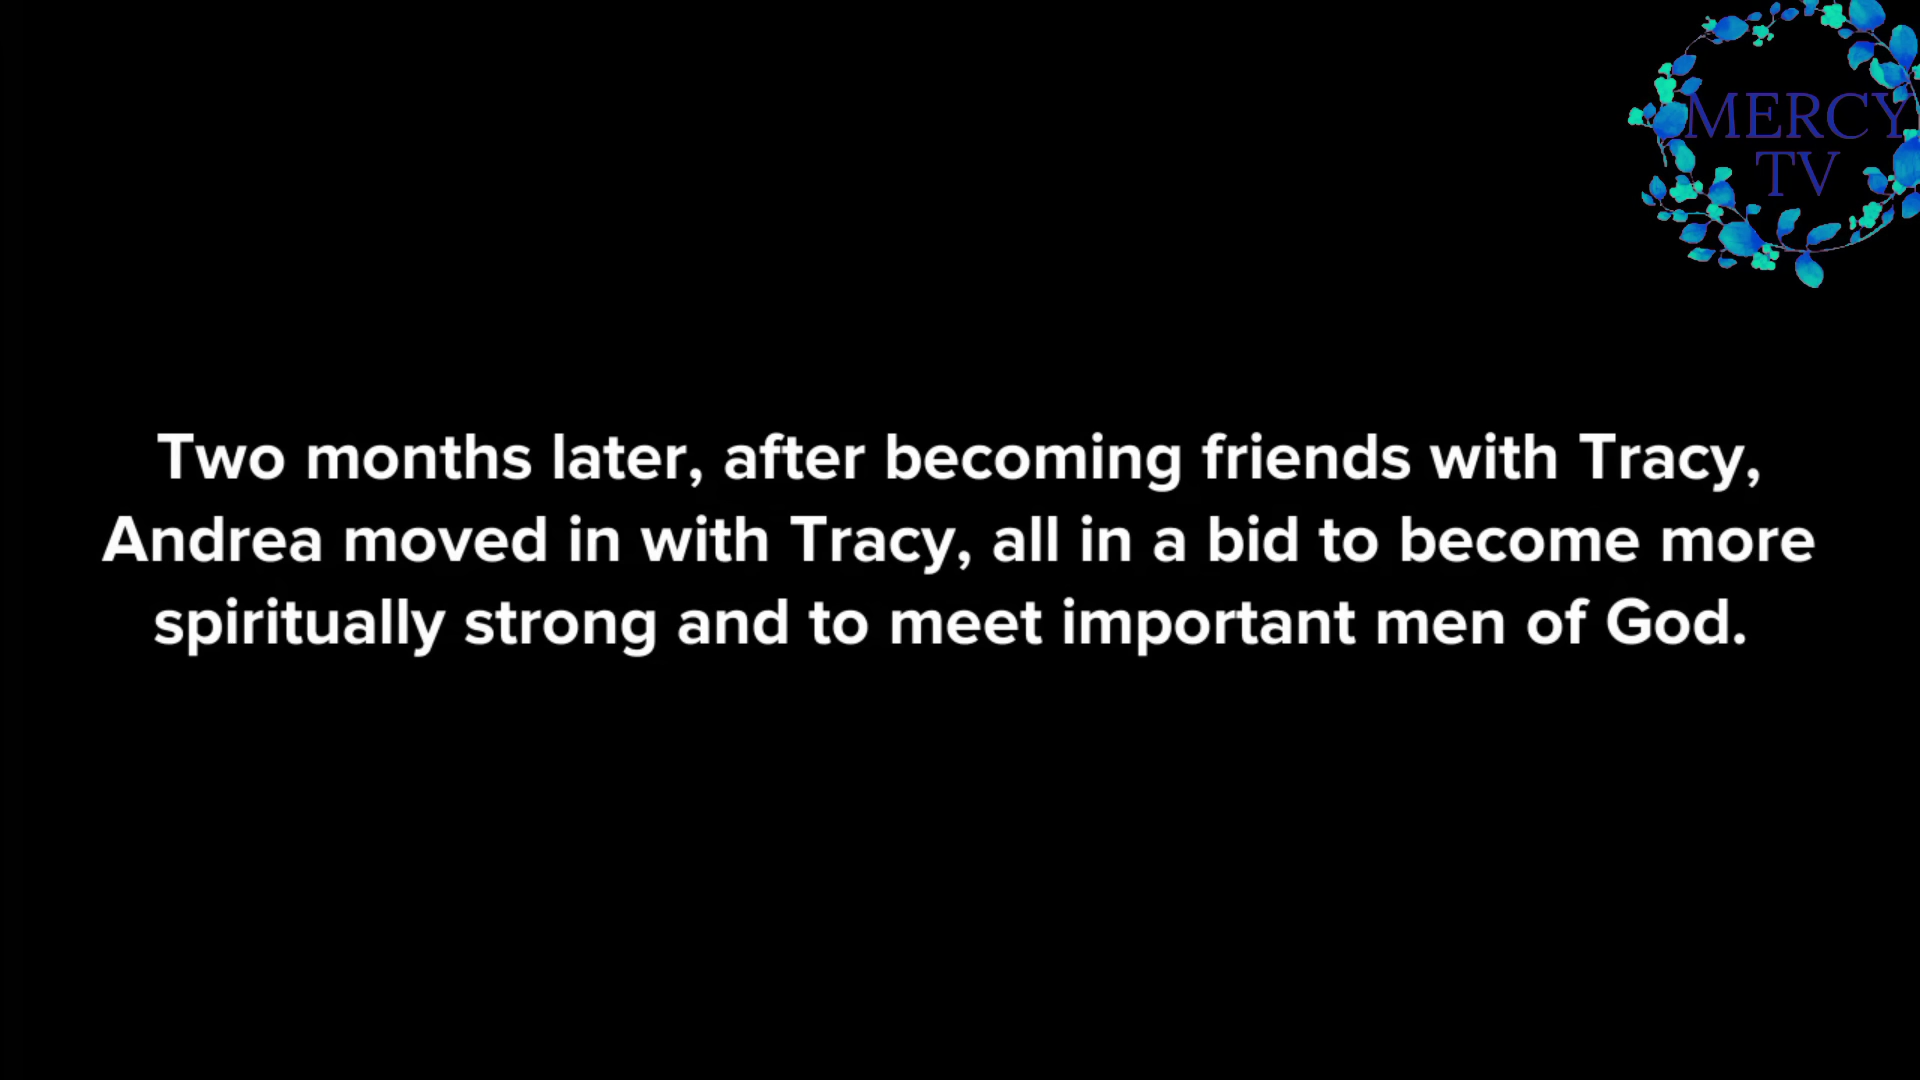 MERCY
TV
Two months later, after becoming friends with Tracy,
Andrea moved in with Tracy, all in a bid to become more
spiritually strong and to meet important men of God.